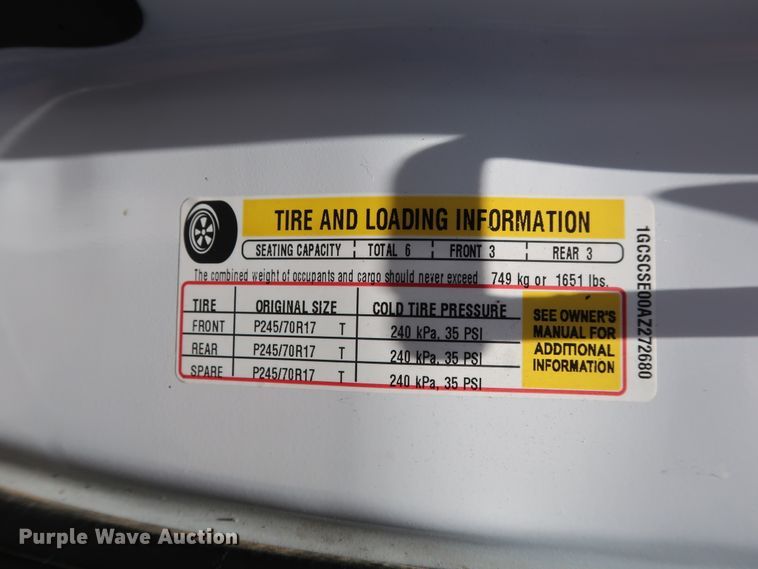 TIRE AND LOADING INFORMATION
SEATING CAPACITY TOTAL 6 FRONT 3 REAR 3
The combined weight of occupants and cargo should never exceed 749 kg or 1651 lbs.
TIRE ORIGINAL SIZE COLD TIRE PRESSURE
FRONT P245/70R17 T 240 kPa, 35 PSI
REAR P245/70R17 T 240 kPa, 35 PSI
SPARE P245/70R17 T 240 kPa, 35 PSI
SEE OWNER'S
MANUAL FOR
ADDITIONAL
INFORMATION
1GCSCSE00AZ272680
Purple Wave Auction